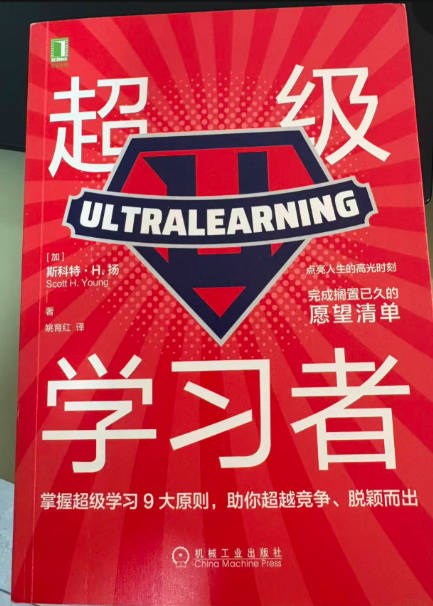 超级
ULTRALEARNING
[加]
斯科特·H. 扬
Scott H. Young
著
姚育红 译
点亮人生的高光时刻
完成搁置已久的
愿望清单
学习者
掌握超级学习 9 大原则，助你超越竞争、脱颖而出
机械工业出版社
China Machine Press